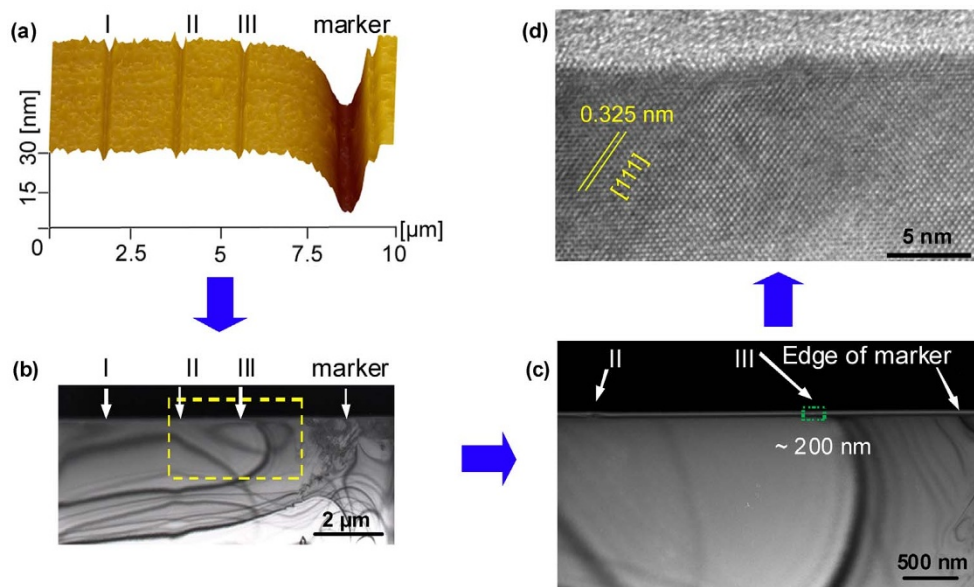 (a)
I II III marker
30 [nm]
15
0 2.5 5 7.5 10 [μm]
(b)
I II III marker
2 μm
(c)
II III Edge of marker
~ 200 nm
500 nm
(d)
0.325 nm
[111]
5 nm